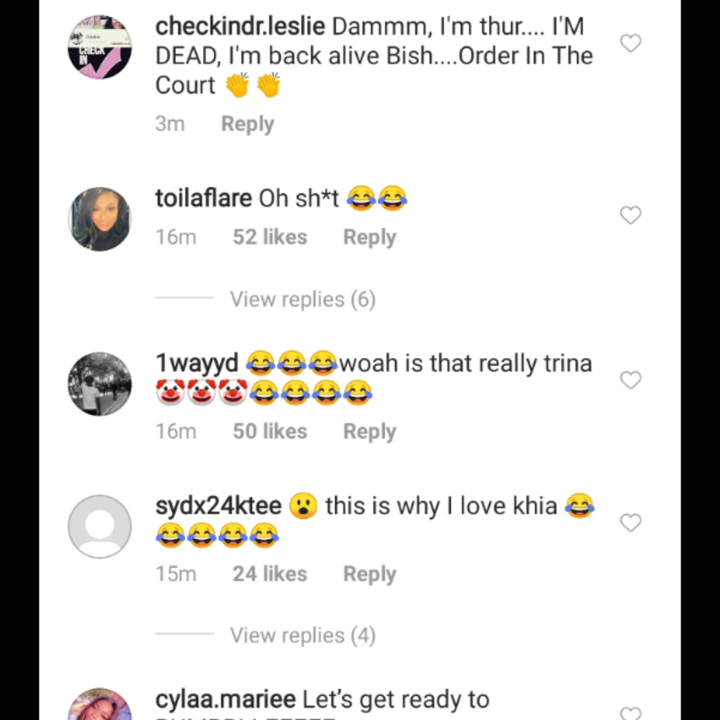 checkindr.leslie Dammm, I'm thur.... I'M
DEAD, I'm back alive Bish....Order In The
Court 👏 👏
3m Reply
toilaflare Oh sh*t 😂😂
16m 52 likes Reply
View replies (6)
1wayyd 😂😂😂woah is that really trina
🤡🤡🤡😂😂😂😂
16m 50 likes Reply
sydx24ktee 😮 this is why I love khia 😂
😂😂😂😂
15m 24 likes Reply
View replies (4)
cylaa.mariee Let’s get ready to